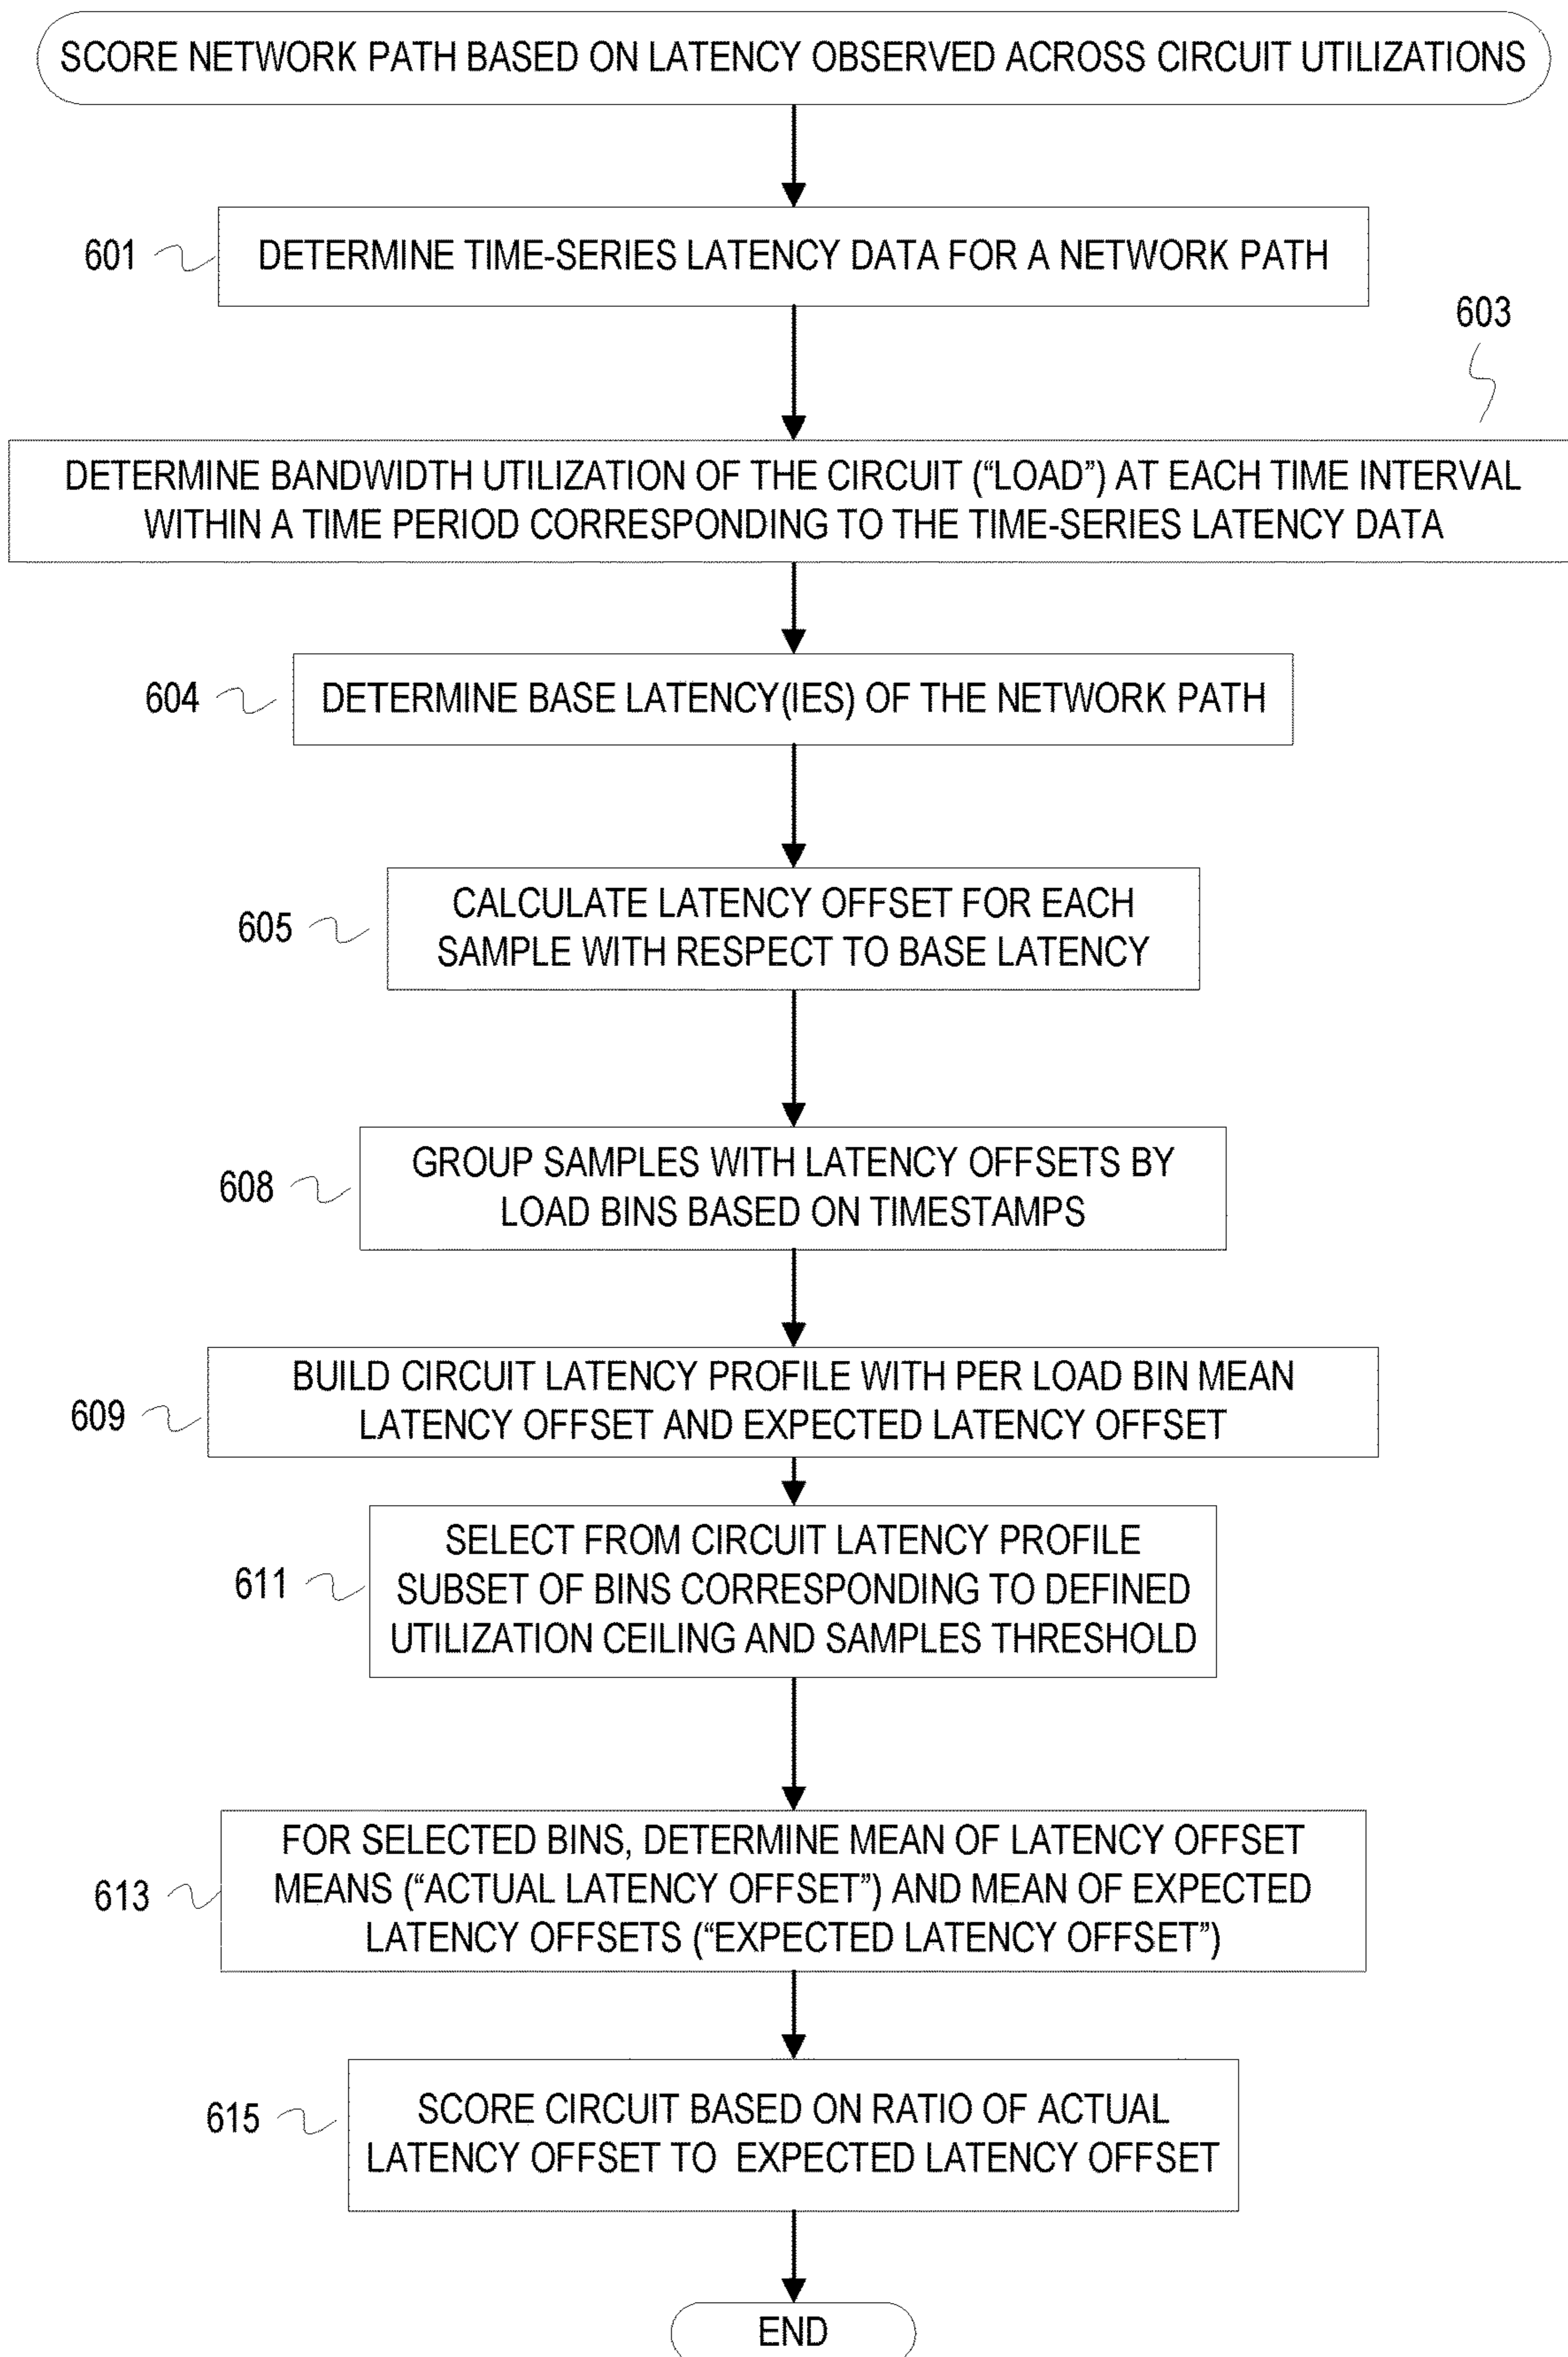 SCORE NETWORK PATH BASED ON LATENCY OBSERVED ACROSS CIRCUIT UTILIZATIONS
601
DETERMINE TIME-SERIES LATENCY DATA FOR A NETWORK PATH
603
DETERMINE BANDWIDTH UTILIZATION OF THE CIRCUIT (“LOAD”) AT EACH TIME INTERVAL
WITHIN A TIME PERIOD CORRESPONDING TO THE TIME-SERIES LATENCY DATA
604
DETERMINE BASE LATENCY(IES) OF THE NETWORK PATH
605
CALCULATE LATENCY OFFSET FOR EACH
SAMPLE WITH RESPECT TO BASE LATENCY
608
GROUP SAMPLES WITH LATENCY OFFSETS BY
LOAD BINS BASED ON TIMESTAMPS
609
BUILD CIRCUIT LATENCY PROFILE WITH PER LOAD BIN MEAN
LATENCY OFFSET AND EXPECTED LATENCY OFFSET
611
SELECT FROM CIRCUIT LATENCY PROFILE
SUBSET OF BINS CORRESPONDING TO DEFINED
UTILIZATION CEILING AND SAMPLES THRESHOLD
613
FOR SELECTED BINS, DETERMINE MEAN OF LATENCY OFFSET
MEANS (“ACTUAL LATENCY OFFSET”) AND MEAN OF EXPECTED
LATENCY OFFSETS (“EXPECTED LATENCY OFFSET”)
615
SCORE CIRCUIT BASED ON RATIO OF ACTUAL
LATENCY OFFSET TO EXPECTED LATENCY OFFSET
END